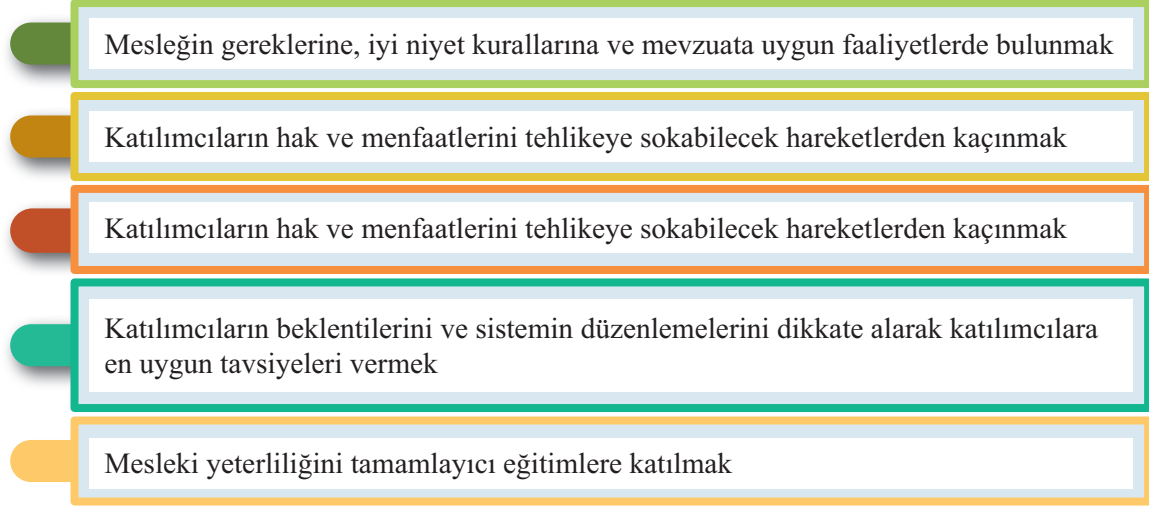 Mesleğin gereklerine, iyi niyet kurallarına ve mevzuata uygun faaliyetlerde bulunmak
Katılımcıların hak ve menfaatlerini tehlikeye sokabilecek hareketlerden kaçınmak
Katılımcıların hak ve menfaatlerini tehlikeye sokabilecek hareketlerden kaçınmak
Katılımcıların beklentilerini ve sistemin düzenlemelerini dikkate alarak katılımcılara
en uygun tavsiyeleri vermek
Mesleki yeterliliğini tamamlayıcı eğitimlere katılmak